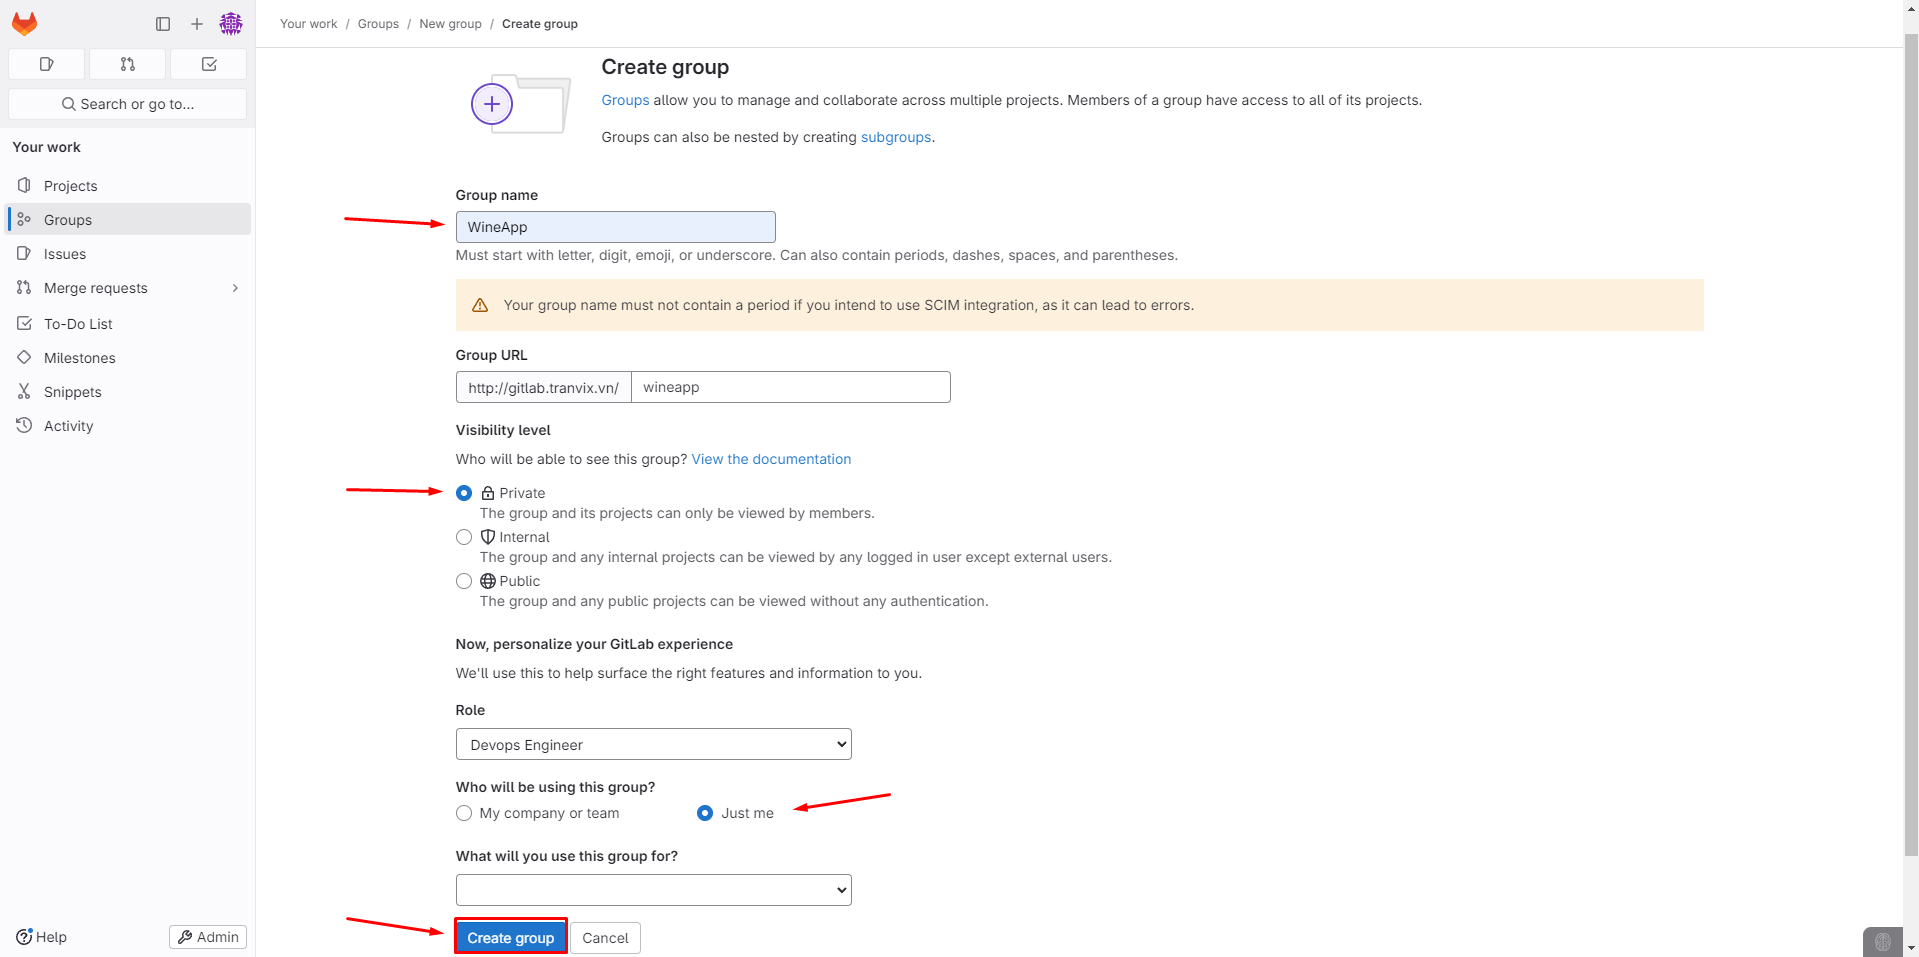 Your work / Groups / New group / Create group
Search or go to...
Your work
Projects
Groups
Issues
Merge requests
To-Do List
Milestones
Snippets
Activity
Help
Admin
Create group
Groups allow you to manage and collaborate across multiple projects. Members of a group have access to all of its projects.
Groups can also be nested by creating subgroups.
Group name
WineApp
Must start with letter, digit, emoji, or underscore. Can also contain periods, dashes, spaces, and parentheses.
Your group name must not contain a period if you intend to use SCIM integration, as it can lead to errors.
Group URL
http://gitlab.tranvix.vn/ wineapp
Visibility level
Who will be able to see this group? View the documentation
Private
The group and its projects can only be viewed by members.
Internal
The group and any internal projects can be viewed by any logged in user except external users.
Public
The group and any public projects can be viewed without any authentication.
Now, personalize your GitLab experience
We'll use this to help surface the right features and information to you.
Role
Devops Engineer
Who will be using this group?
My company or team Just me
What will you use this group for?
Create group Cancel